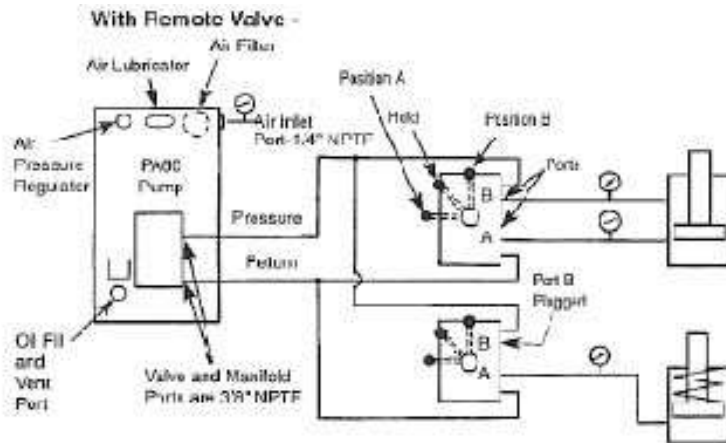 With Remote Valve -
Air Filter
Air Lubricator
Position A
Hold
Position B
Air Inlet
Port-1.4" NPTF
Ports
Air
Pressure
Regulator
Pump
B
A
Pressure
Return
Port B
Plugged
B
A
Oil Fill
and
Vent
Port
Valve and Manifold
Ports are 3/8" NPTF